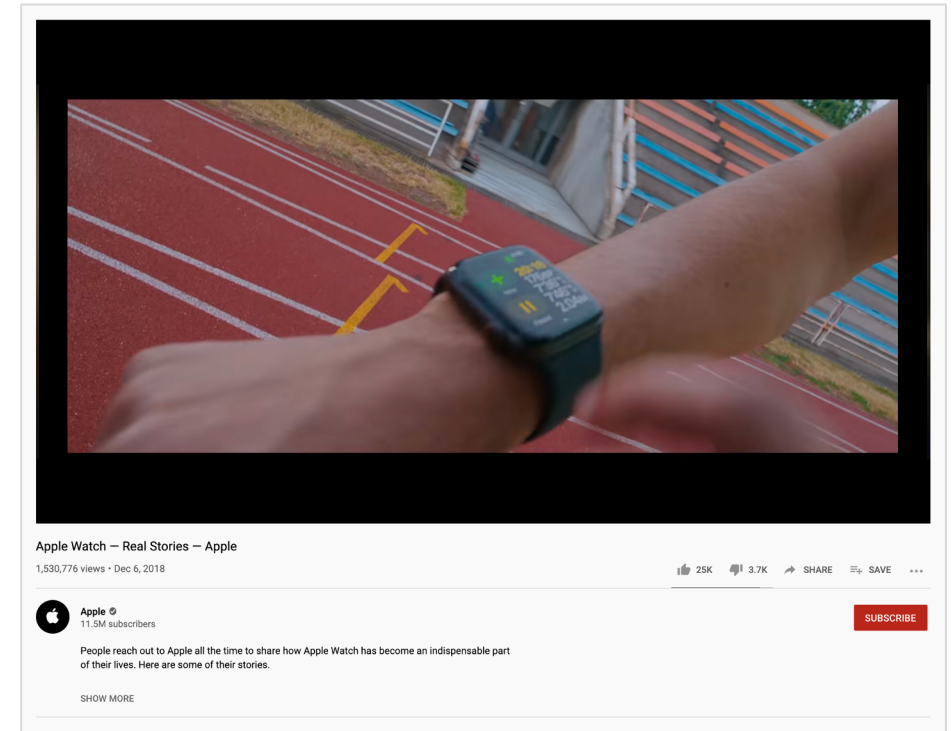 Apple Watch — Real Stories — Apple
1,530,776 views • Dec 6, 2018
25K 3.7K SHARE SAVE
Apple
11.5M subscribers
SUBSCRIBE
People reach out to Apple all the time to share how Apple Watch has become an indispensable part
of their lives. Here are some of their stories.
SHOW MORE